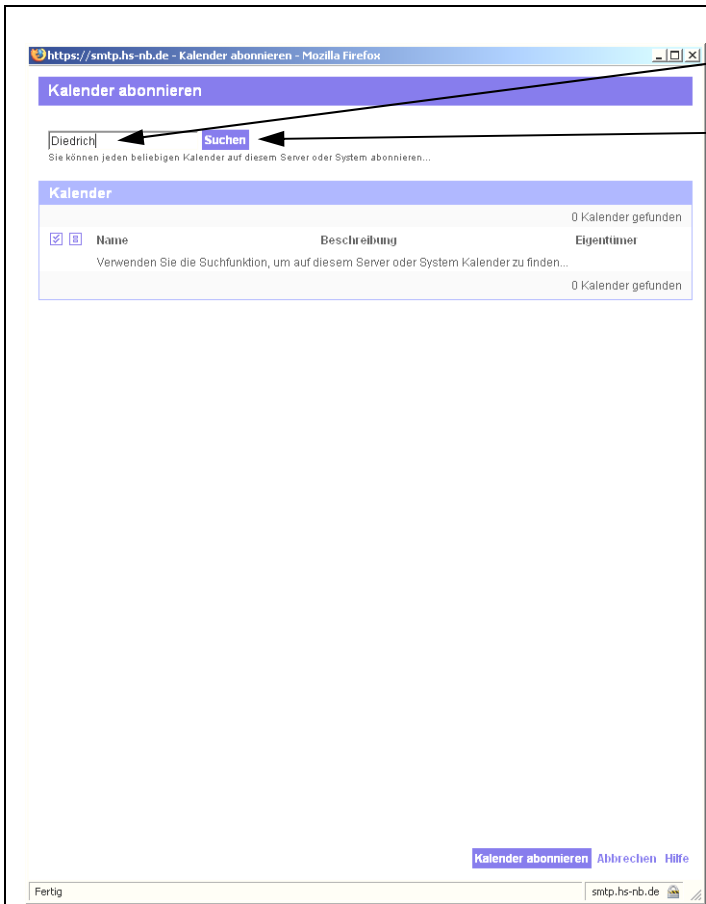 https://smtp.hs-nb.de - Kalender abonnieren - Mozilla Firefox
Kalender abonnieren
Diedrich Suchen
Sie können jeden beliebigen Kalender auf diesem Server oder System abonnieren...
Kalender
0 Kalender gefunden
Name Beschreibung Eigentümer
Verwenden Sie die Suchfunktion, um auf diesem Server oder System Kalender zu finden...
0 Kalender gefunden
Kalender abonnieren Abbrechen Hilfe
Fertig smtp.hs-nb.de